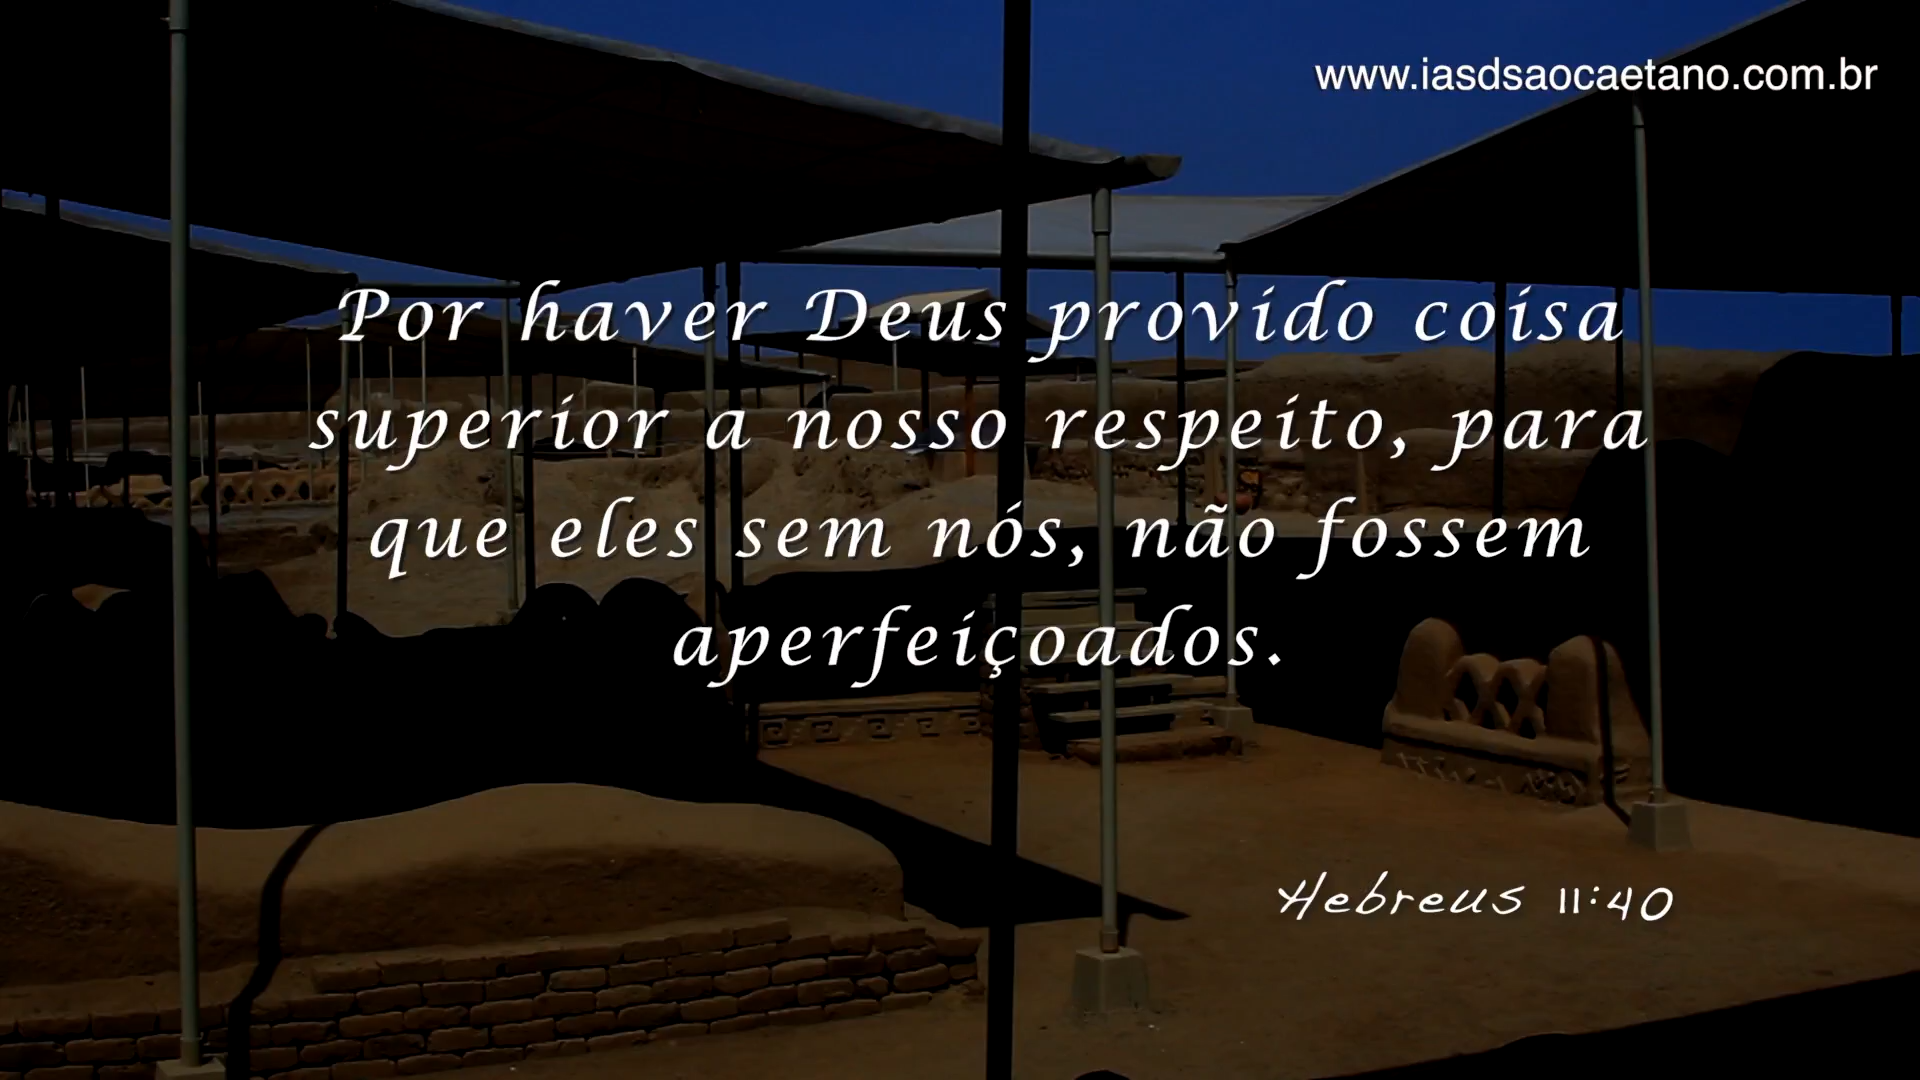 www.iasdsaocaetano.com.br
Por haver Deus provido coisa
superior a nosso respeito, para
que eles sem nós, não fossem
aperfeiçoados.
Hebreus 11:40